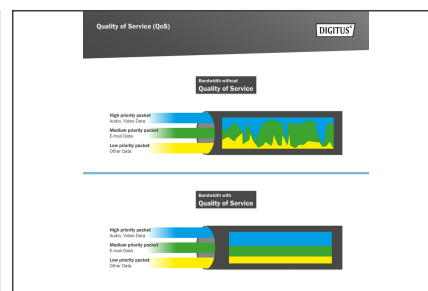 Quality of Service (QoS)
DIGITUS®
Bandwidth without
Quality of Service
High priority packet
Audio, Video Data
Medium priority packet
E-mail Data
Low priority packet
Other Data
Bandwidth with
Quality of Service
High priority packet
Audio, Video Data
Medium priority packet
E-mail Data
Low priority packet
Other Data